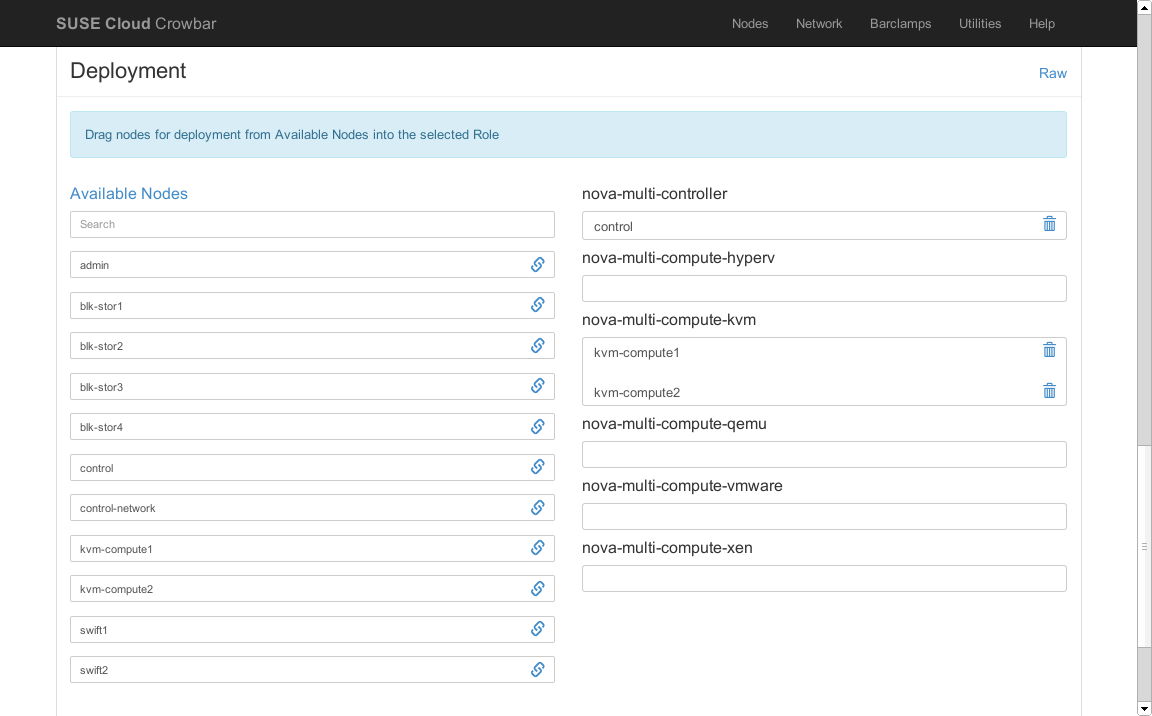 SUSE Cloud Crowbar
Nodes Network Barclamps Utilities Help
Deployment
Raw
Drag nodes for deployment from Available Nodes into the selected Role
Available Nodes
Search
admin
blk-stor1
blk-stor2
blk-stor3
blk-stor4
control
control-network
kvm-compute1
kvm-compute2
swift1
swift2
nova-multi-controller
control
nova-multi-compute-hyperv
nova-multi-compute-kvm
kvm-compute1
kvm-compute2
nova-multi-compute-qemu
nova-multi-compute-vmware
nova-multi-compute-xen